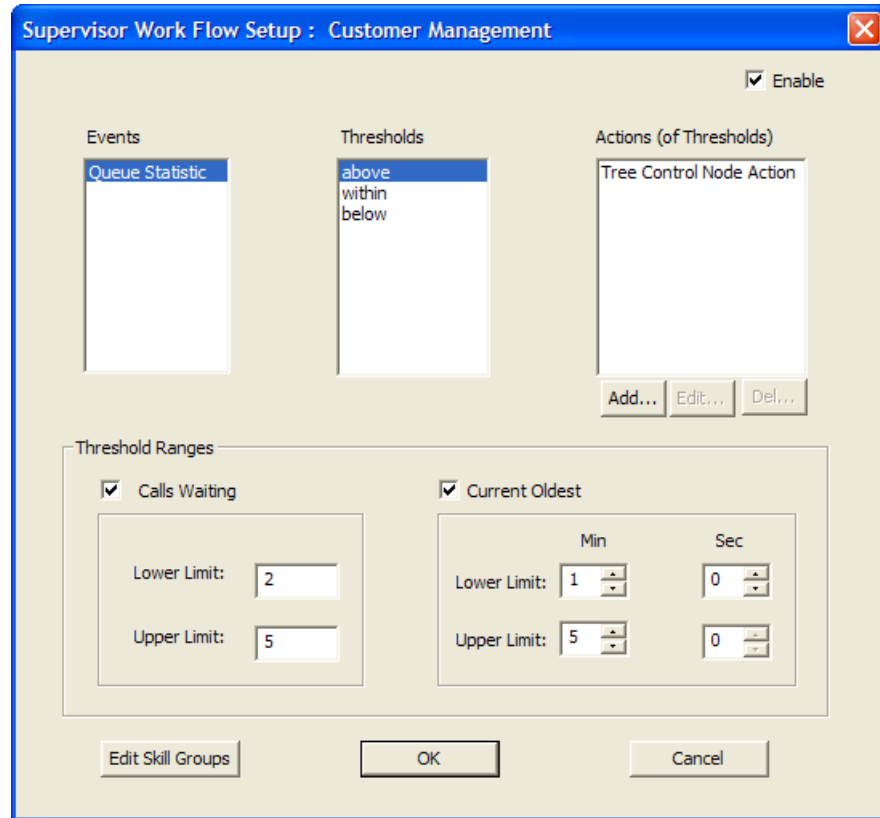 Supervisor Work Flow Setup : Customer Management
Enable
Events
Thresholds
Actions (of Thresholds)
Queue Statistic
above
within
below
Tree Control Node Action
Add...
Edit...
Del...
Threshold Ranges
Calls Waiting
Current Oldest
Lower Limit: 2
Upper Limit: 5
Min
Sec
Lower Limit: 1 0
Upper Limit: 5 0
Edit Skill Groups
OK
Cancel